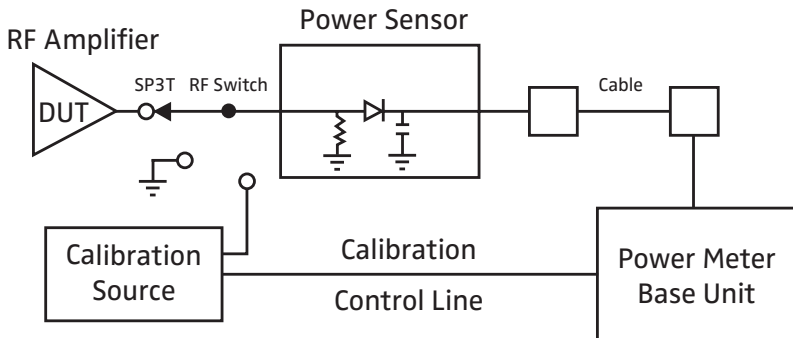 Power Sensor
RF Amplifier
SP3T RF Switch
DUT
Cable
Calibration
Source
Calibration
Control Line
Power Meter
Base Unit